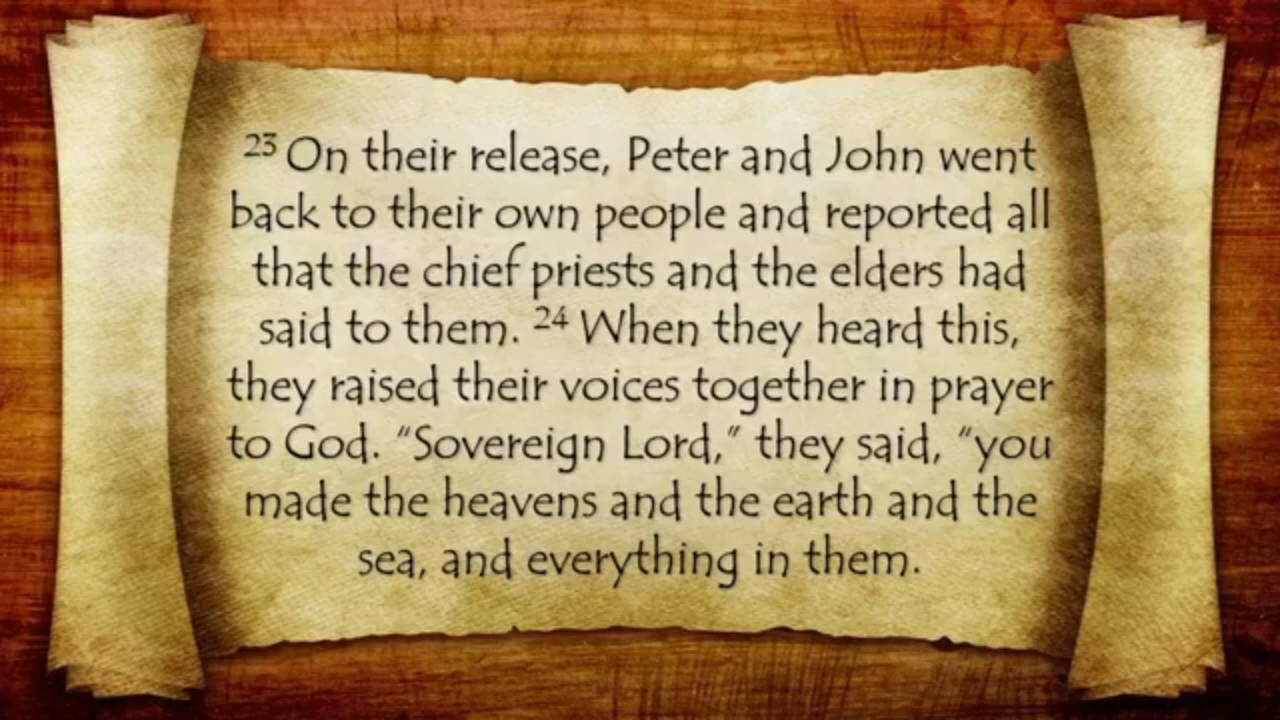 23 On their release, Peter and John went
back to their own people and reported all
that the chief priests and the elders had
said to them. 24 When they heard this,
they raised their voices together in prayer
to God. “Sovereign Lord,” they said, “you
made the heavens and the earth and the
sea, and everything in them.